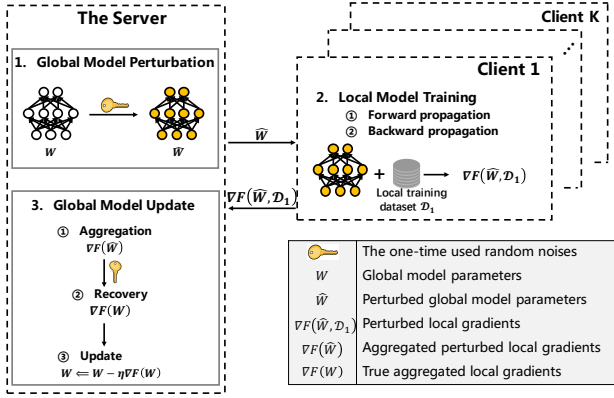 The Server
1. Global Model Perturbation
W
Ŵ
Ŵ
∇F(Ŵ, 𝒟₁)
3. Global Model Update
① Aggregation
∇F(Ŵ)
② Recovery
∇F(W)
③ Update
W ⇐ W − η∇F(W)
Client K
Client 1
2. Local Model Training
① Forward propagation
② Backward propagation
+
∇F(Ŵ, 𝒟₁)
Local training
dataset 𝒟₁
The one-time used random noises
W Global model parameters
Ŵ Perturbed global model parameters
∇F(Ŵ, 𝒟₁) Perturbed local gradients
∇F(Ŵ) Aggregated perturbed local gradients
∇F(W) True aggregated local gradients